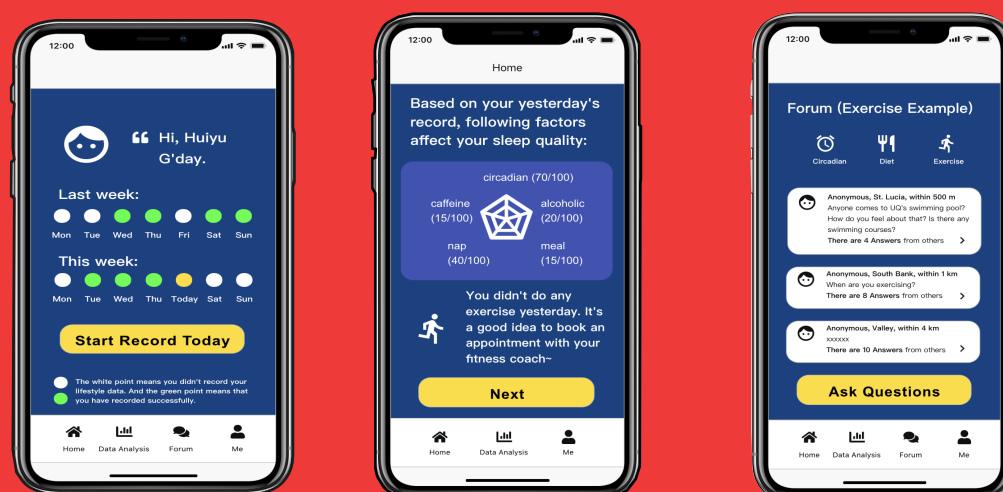 12:00
“ Hi, Huiyu
G'day.
Last week:
Mon Tue Wed Thu Fri Sat Sun
This week:
Mon Tue Wed Thu Today Sat Sun
Start Record Today
The white point means you didn't record your
lifestyle data. And the green point means that
you have recorded successfully.
Home Data Analysis Forum Me
12:00
Home
Based on your yesterday's
record, following factors
affect your sleep quality:
circadian (70/100)
caffeine
(15/100)
alcoholic
(20/100)
nap
(40/100)
meal
(15/100)
You didn't do any
exercise yesterday. It's
a good idea to book an
appointment with your
fitness coach~
Next
Home Data Analysis Me
12:00
Forum (Exercise Example)
Circadian Diet Exercise
Anonymous, St. Lucia, within 500 m
Anyone comes to UQ's swimming pool?
How do you feel about that? Is there any
swimming courses?
There are 4 Answers from others
Anonymous, South Bank, within 1 km
When are you exercising?
There are 8 Answers from others
Anonymous, Valley, within 4 km
xxxxxx
There are 10 Answers from others
Ask Questions
Home Data Analysis Forum Me